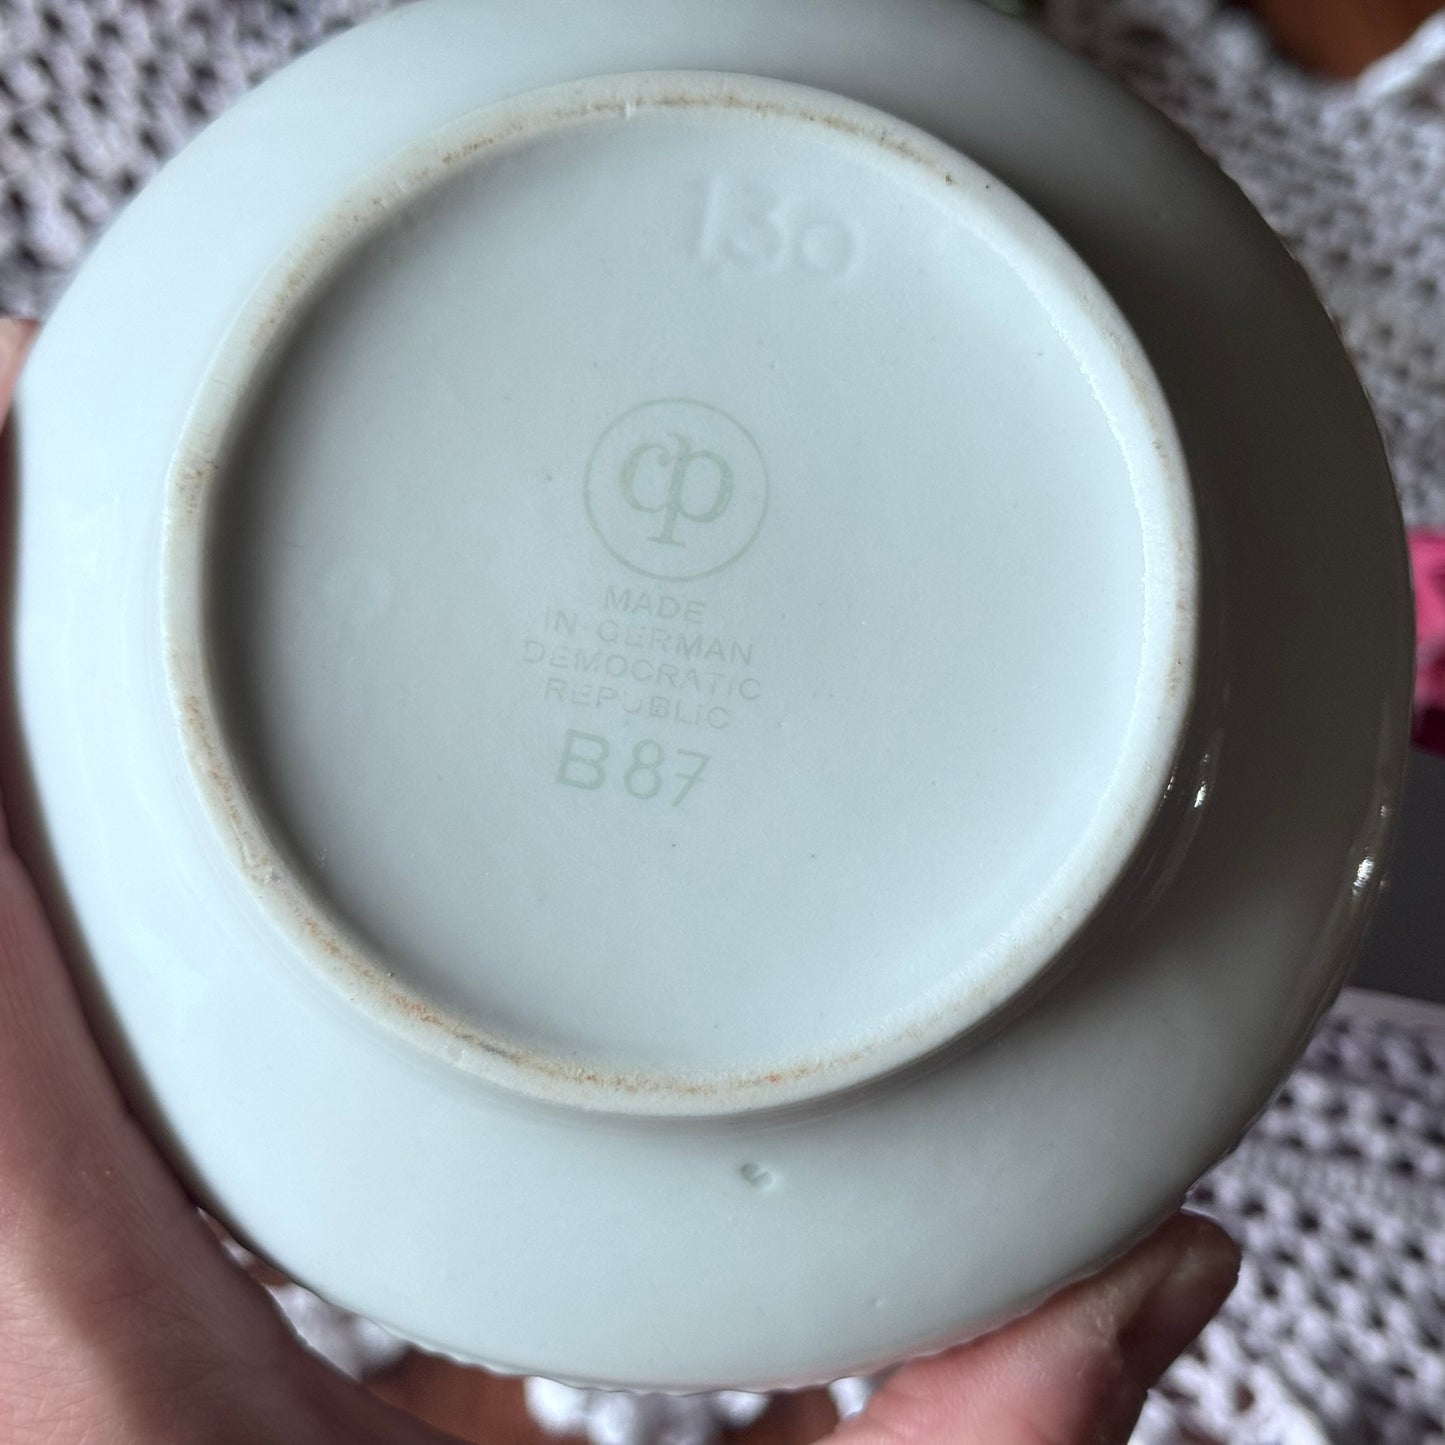 130
cp
MADE
IN GERMAN
DEMOCRATIC
REPUBLIC
B87